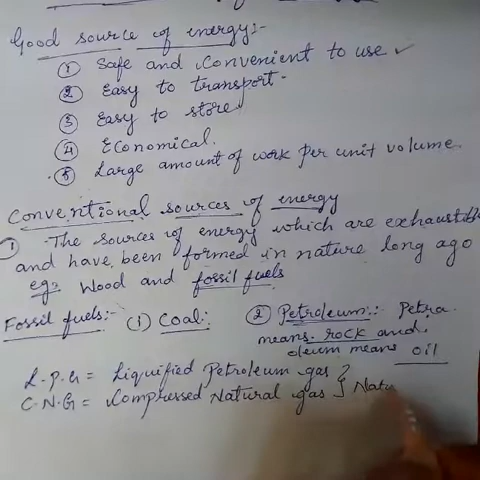 Good source of energy:-
① Safe and convenient to use ✓
② Easy to transport.
③ Easy to store
④ Economical.
⑤ Large amount of work per unit volume.
Conventional sources of energy
① The sources of energy which are exhaustible
and have been formed in nature long ago
eg:- Wood and fossil fuels
Fossil fuels:- ① Coal: ② Petroleum:- Petra
means rock and
oleum means oil
L.P.G = Liquified Petroleum gas }
C.N.G = Compressed Natural gas } Natu